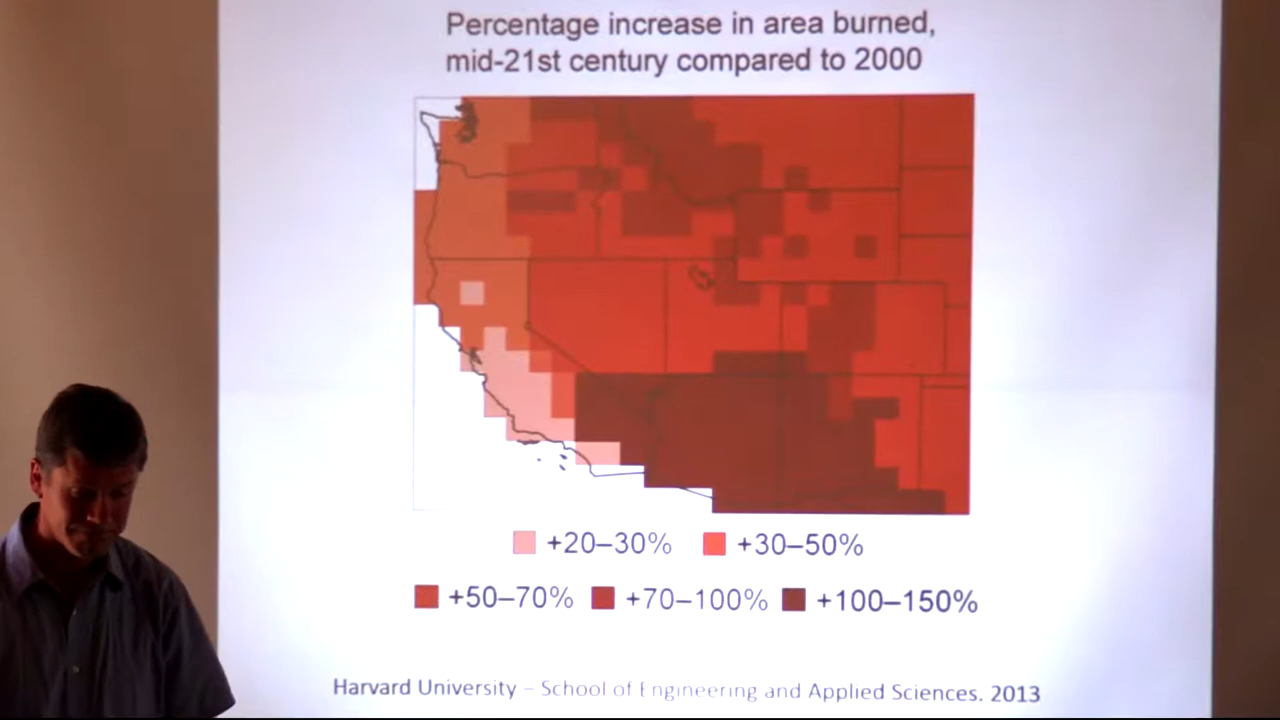 Percentage increase in area burned,
mid-21st century compared to 2000
+20–30% +30–50%
+50–70% +70–100% +100–150%
Harvard University – School of Engineering and Applied Sciences. 2013